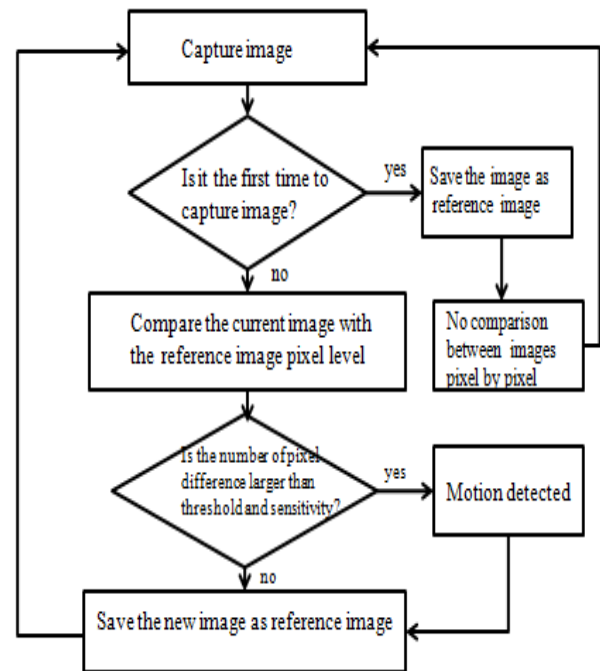 Capture image
Is it the first time to
capture image?
yes
Save the image as
reference image
no
Compare the current image with
the reference image pixel level
No comparison
between images
pixel by pixel
Is the number of pixel
difference larger than
threshold and sensitivity?
yes
Motion detected
no
Save the new image as reference image